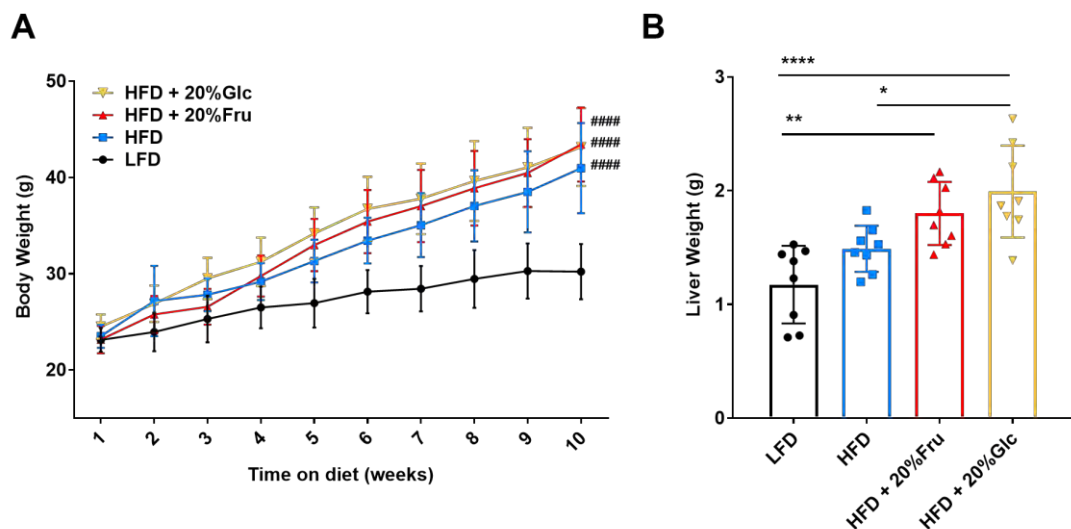 A
50
40
30
20
Body Weight (g)
HFD + 20%Glc
HFD + 20%Fru
HFD
LFD
####
####
####
1 2 3 4 5 6 7 8 9 10
Time on diet (weeks)
B
3
2
1
0
Liver Weight (g)
****
*
**
LFD
HFD
HFD + 20%Fru
HFD + 20%Glc